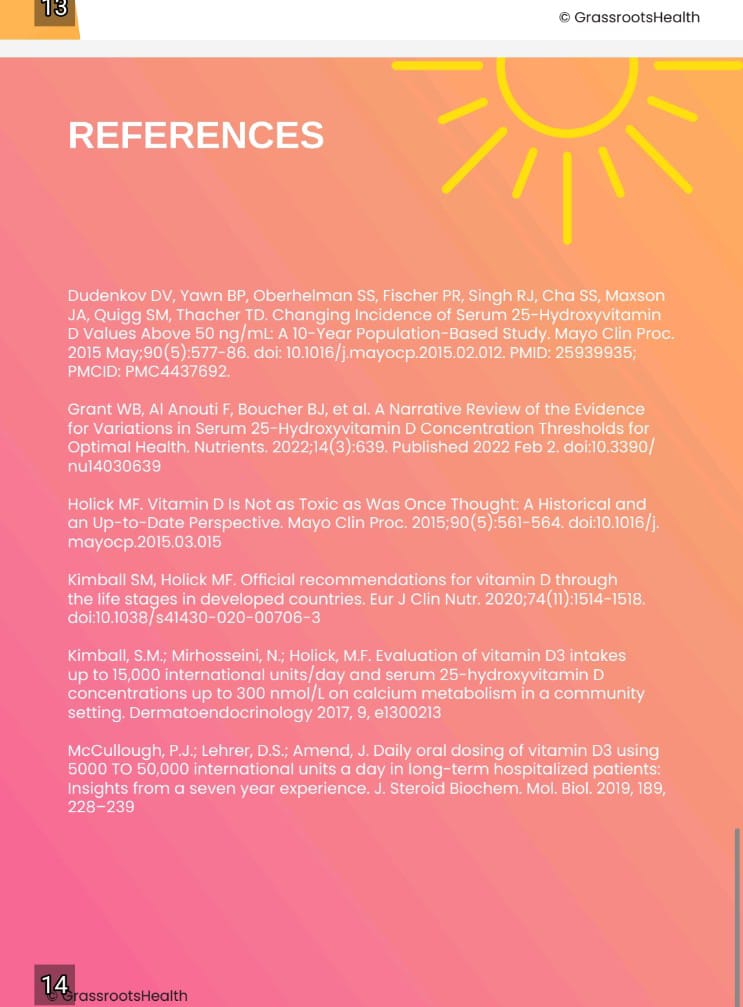 13
© GrassrootsHealth
REFERENCES
Dudenkov DV, Yawn BP, Oberhelman SS, Fischer PR, Singh RJ, Cha SS, Maxson
JA, Quigg SM, Thacher TD. Changing Incidence of Serum 25-Hydroxyvitamin
D Values Above 50 ng/mL: A 10-Year Population-Based Study. Mayo Clin Proc.
2015 May;90(5):577-86. doi: 10.1016/j.mayocp.2015.02.012. PMID: 25939935;
PMCID: PMC4437692.
Grant WB, Al Anouti F, Boucher BJ, et al. A Narrative Review of the Evidence
for Variations in Serum 25-Hydroxyvitamin D Concentration Thresholds for
Optimal Health. Nutrients. 2022;14(3):639. Published 2022 Feb 2. doi:10.3390/
nu14030639
Holick MF. Vitamin D Is Not as Toxic as Was Once Thought: A Historical and
an Up-to-Date Perspective. Mayo Clin Proc. 2015;90(5):561-564. doi:10.1016/j.
mayocp.2015.03.015
Kimball SM, Holick MF. Official recommendations for vitamin D through
the life stages in developed countries. Eur J Clin Nutr. 2020;74(11):1514-1518.
doi:10.1038/s41430-020-00706-3
Kimball, S.M.; Mirhosseini, N.; Holick, M.F. Evaluation of vitamin D3 intakes
up to 15,000 international units/day and serum 25-hydroxyvitamin D
concentrations up to 300 nmol/L on calcium metabolism in a community
setting. Dermatoendocrinology 2017, 9, e1300213
McCullough, P.J.; Lehrer, D.S.; Amend, J. Daily oral dosing of vitamin D3 using
5000 TO 50,000 international units a day in long-term hospitalized patients:
Insights from a seven year experience. J. Steroid Biochem. Mol. Biol. 2019, 189,
228–239
14
© GrassrootsHealth